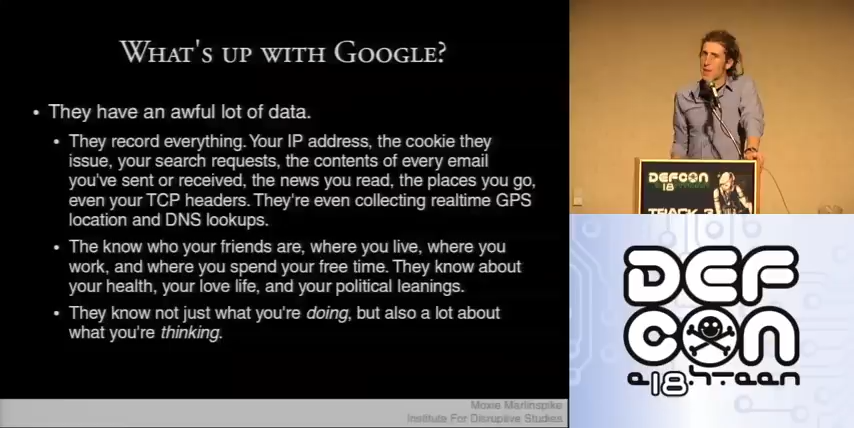 What's up with Google?
• They have an awful lot of data.
• They record everything. Your IP address, the cookie they
issue, your search requests, the contents of every email
you've sent or received, the news you read, the places you go,
even your TCP headers. They're even collecting realtime GPS
location and DNS lookups.
• The know who your friends are, where you live, where you
work, and where you spend your free time. They know about
your health, your love life, and your political leanings.
• They know not just what you're doing, but also a lot about
what you're thinking.
Moxie Marlinspike
Institute For Disruptive Studies
DEFCON
18
TRACK 3
DEF
CON
e18h-teen